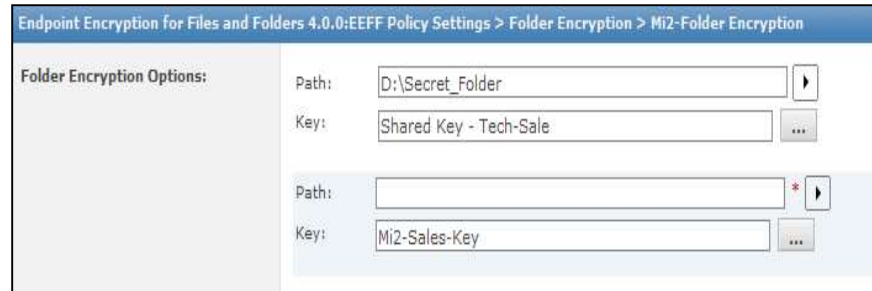 Endpoint Encryption for Files and Folders 4.0.0:EEFF Policy Settings > Folder Encryption > Mi2-Folder Encryption
Folder Encryption Options:
Path: D:\Secret_Folder
Key: Shared Key - Tech-Sale ...
Path: *
Key: Mi2-Sales-Key ...